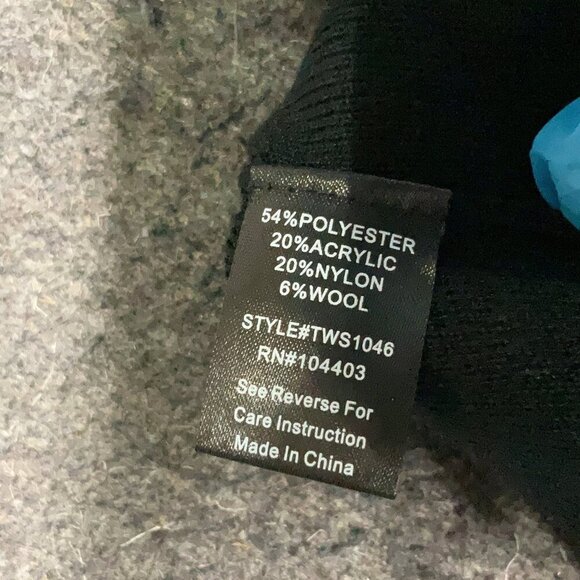 54%POLYESTER
20%ACRYLIC
20%NYLON
6%WOOL
STYLE#TWS1046
RN#104403
See Reverse For
Care Instruction
Made In China